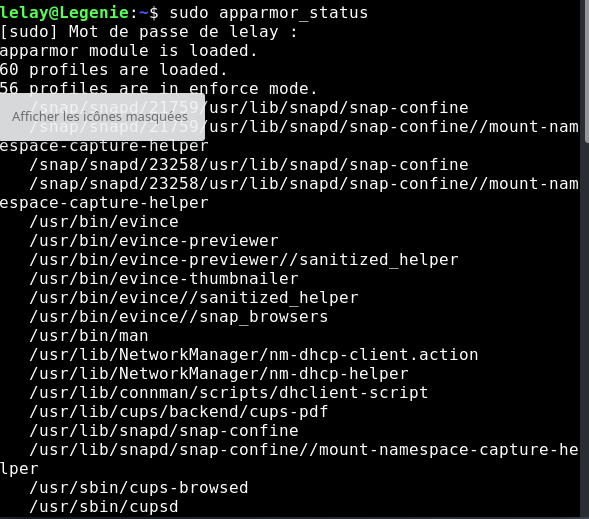 lelay@Legenie:~$ sudo apparmor_status
[sudo] Mot de passe de lelay :
apparmor module is loaded.
60 profiles are loaded.
56 profiles are in enforce mode.
/snap/snapd/21759/usr/lib/snapd/snap-confine
Afficher les icônes masquées
/snap/snapd/21759/usr/lib/snapd/snap-confine//mount-nam
espace-capture-helper
/snap/snapd/23258/usr/lib/snapd/snap-confine
/snap/snapd/23258/usr/lib/snapd/snap-confine//mount-nam
espace-capture-helper
/usr/bin/evince
/usr/bin/evince-previewer
/usr/bin/evince-previewer//sanitized_helper
/usr/bin/evince-thumbnailer
/usr/bin/evince//sanitized_helper
/usr/bin/evince//snap_browsers
/usr/bin/man
/usr/lib/NetworkManager/nm-dhcp-client.action
/usr/lib/NetworkManager/nm-dhcp-helper
/usr/lib/connman/scripts/dhclient-script
/usr/lib/cups/backend/cups-pdf
/usr/lib/snapd/snap-confine
/usr/lib/snapd/snap-confine//mount-namespace-capture-he
lper
/usr/sbin/cups-browsed
/usr/sbin/cupsd